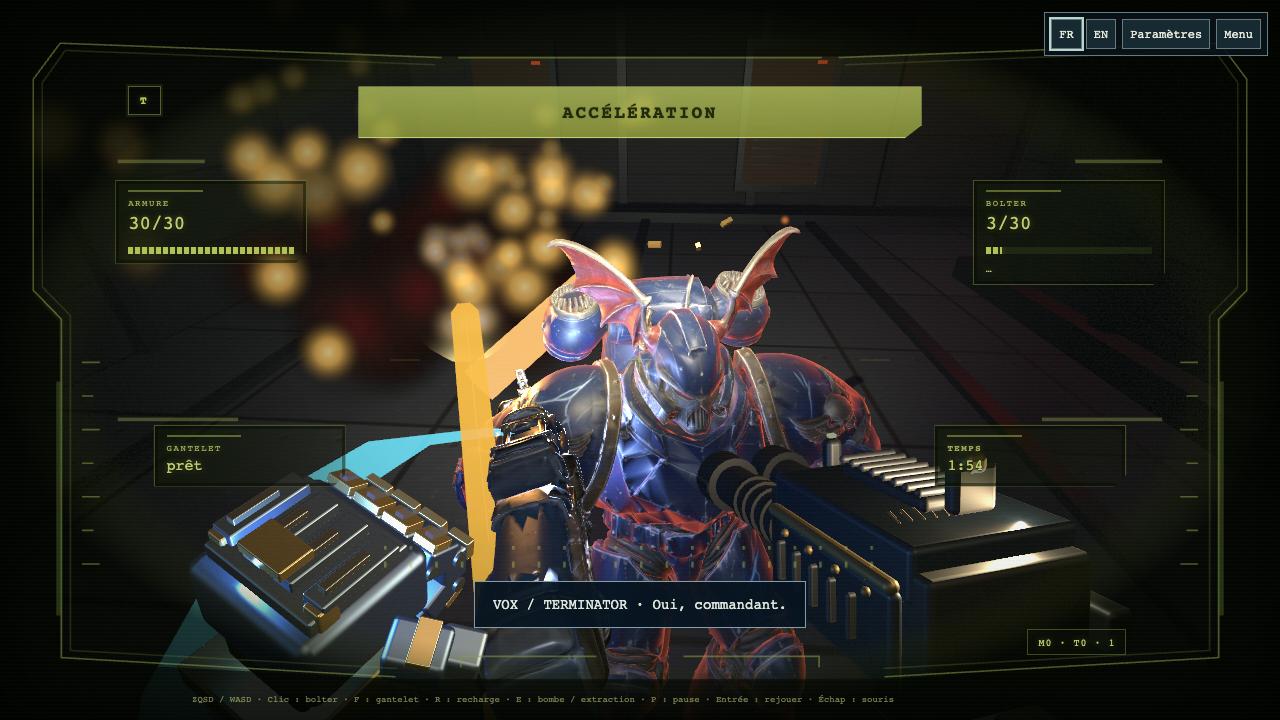 FR EN Paramètres Menu
T
ACCÉLÉRATION
ARMURE
30/30
BOLTER
3/30
…
GANTELET
prêt
TEMPS
1:54
VOX / TERMINATOR · Oui, commandant.
M0 · T0 · 1
ZQSD / WASD · Clic : bolter · F : gantelet · R : recharge · E : bombe / extraction · P : pause · Entrée : rejouer · Échap : souris